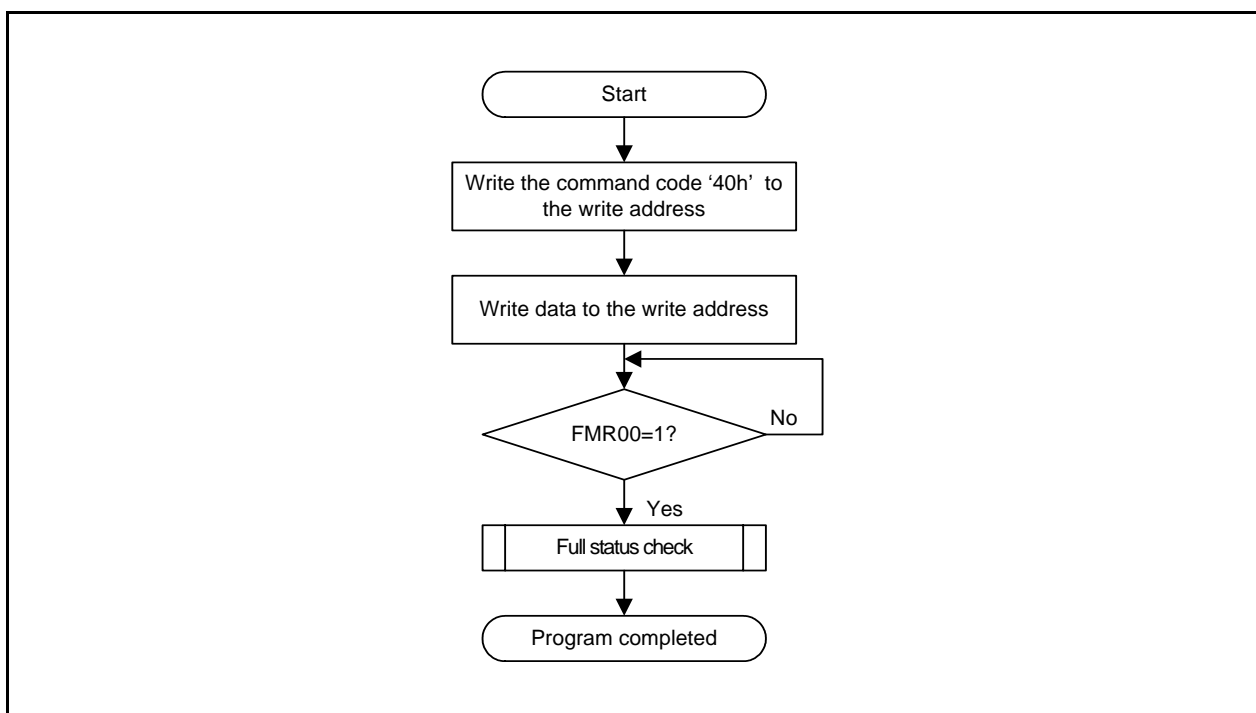 Start
Write the command code ‘40h’ to
the write address
Write data to the write address
FMR00=1?
No
Yes
Full status check
Program completed